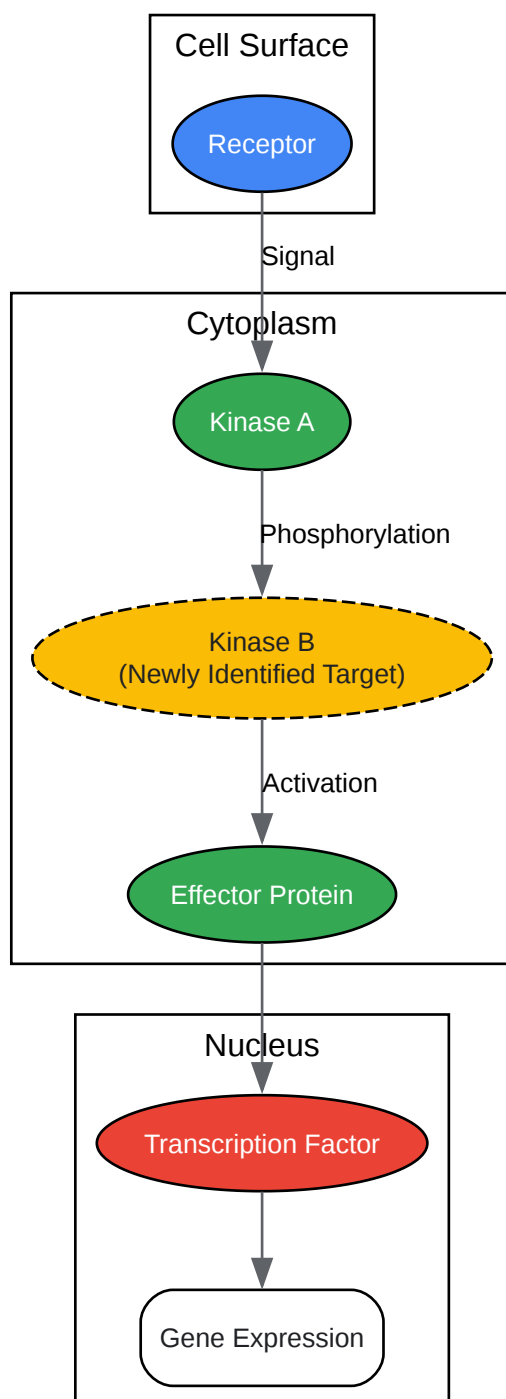 Cell Surface
Receptor
Signal
Cytoplasm
Kinase A
Phosphorylation
Kinase B
(Newly Identified Target)
Activation
Effector Protein
Nucleus
Transcription Factor
Gene Expression